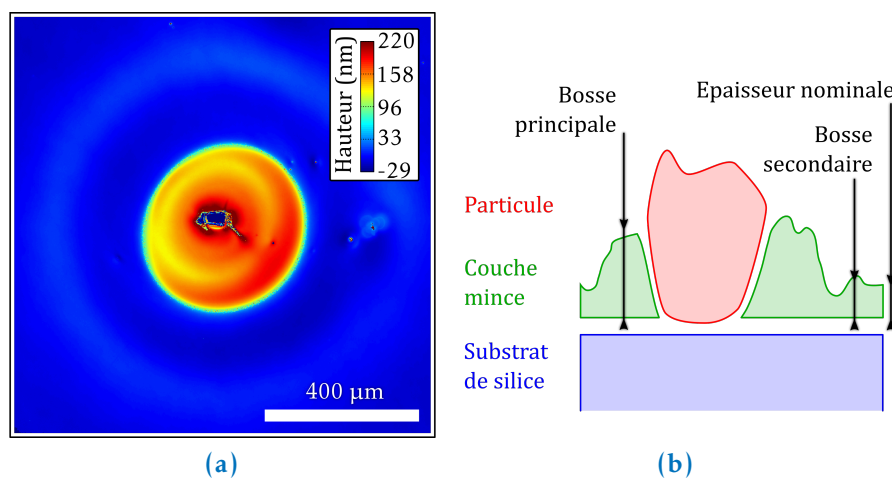 Hauteur (nm)
220
158
96
33
-29
400 µm
(a)
Bosse
principale
Epaisseur nominale
Bosse
secondaire
Particule
Couche
mince
Substrat
de silice
(b)